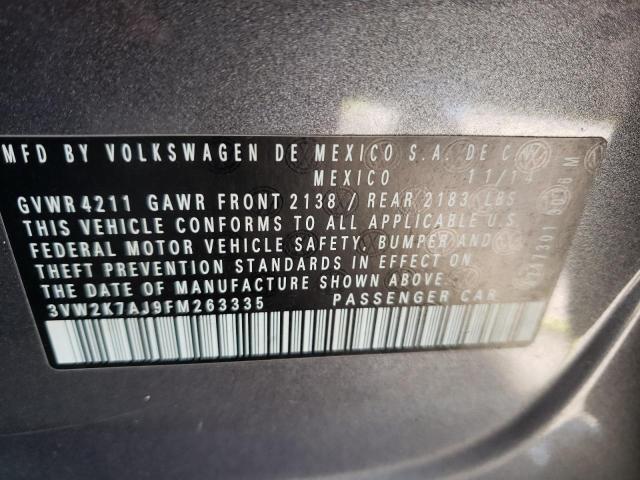 MFD BY VOLKSWAGEN DE MEXICO S.A. DE C
MEXICO 11/14
GVWR 4211 GAWR FRONT 2138 / REAR 2183 LBS
THIS VEHICLE CONFORMS TO ALL APPLICABLE U.S.
FEDERAL MOTOR VEHICLE SAFETY, BUMPER AND
THEFT PREVENTION STANDARDS IN EFFECT ON
THE DATE OF MANUFACTURE SHOWN ABOVE.
3VW2K7AJ9FM263335 PASSENGER CAR